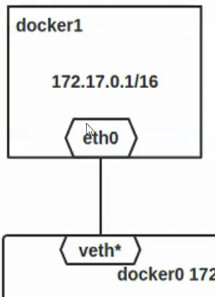 docker1
172.17.0.1/16
eth0
veth*
docker0 172